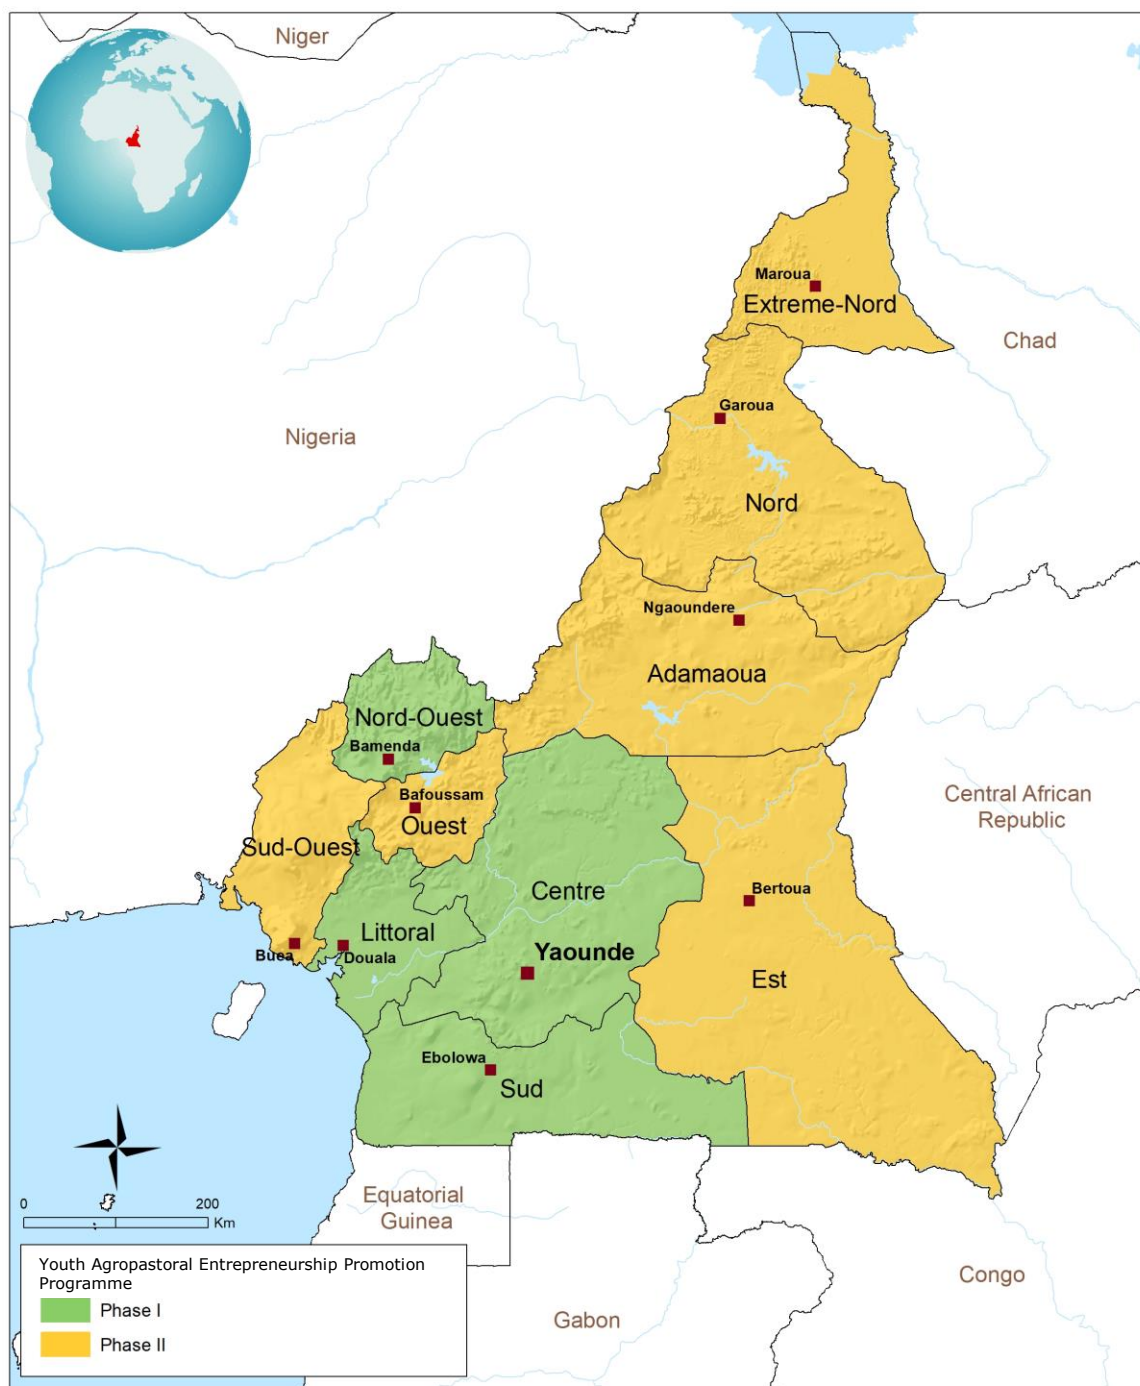 Niger
Maroua
Extreme-Nord
Chad
Garoua
Nigeria
Nord
Ngaoundere
Adamaoua
Nord-Ouest
Bamenda
Bafoussam
Ouest
Central African
Republic
Sud-Ouest
Centre
Bertoua
Littoral
Buea
Douala
Yaounde
Est
Ebolowa
Sud
Equatorial
Guinea
0
200
Km
Congo
Gabon
Youth Agropastoral Entrepreneurship Promotion
Programme
Phase I
Phase II